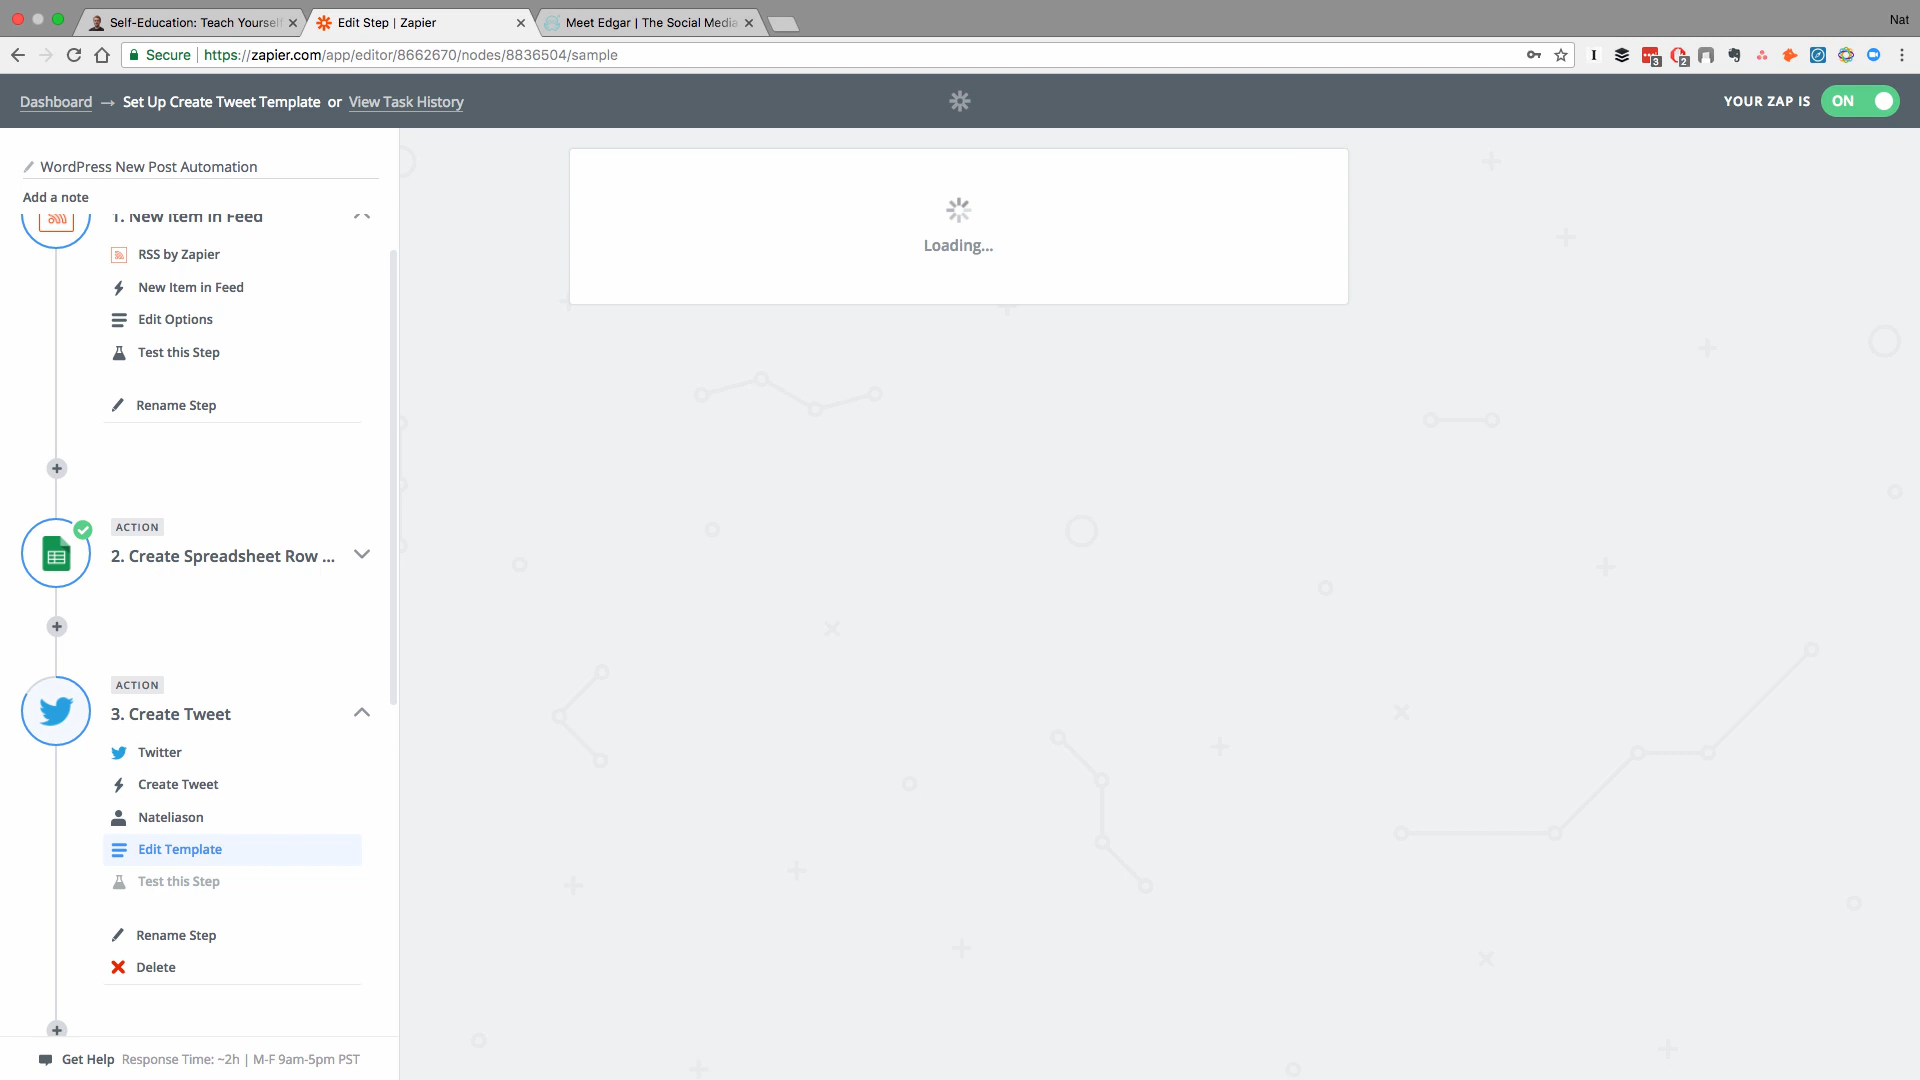 Self-Education: Teach Yourself
Edit Step | Zapier
Meet Edgar | The Social Media
Nat
Secure
https://zapier.com/app/editor/8662670/nodes/8836504/sample
3
2
Dashboard → Set Up Create Tweet Template or View Task History
YOUR ZAP IS ON
WordPress New Post Automation
Add a note
1. New Item in Feed
RSS by Zapier
New Item in Feed
Edit Options
Test this Step
Rename Step
ACTION
2. Create Spreadsheet Row ...
ACTION
3. Create Tweet
Twitter
Create Tweet
Nateliason
Edit Template
Test this Step
Rename Step
Delete
Get Help Response Time: ~2h | M-F 9am-5pm PST
Loading...